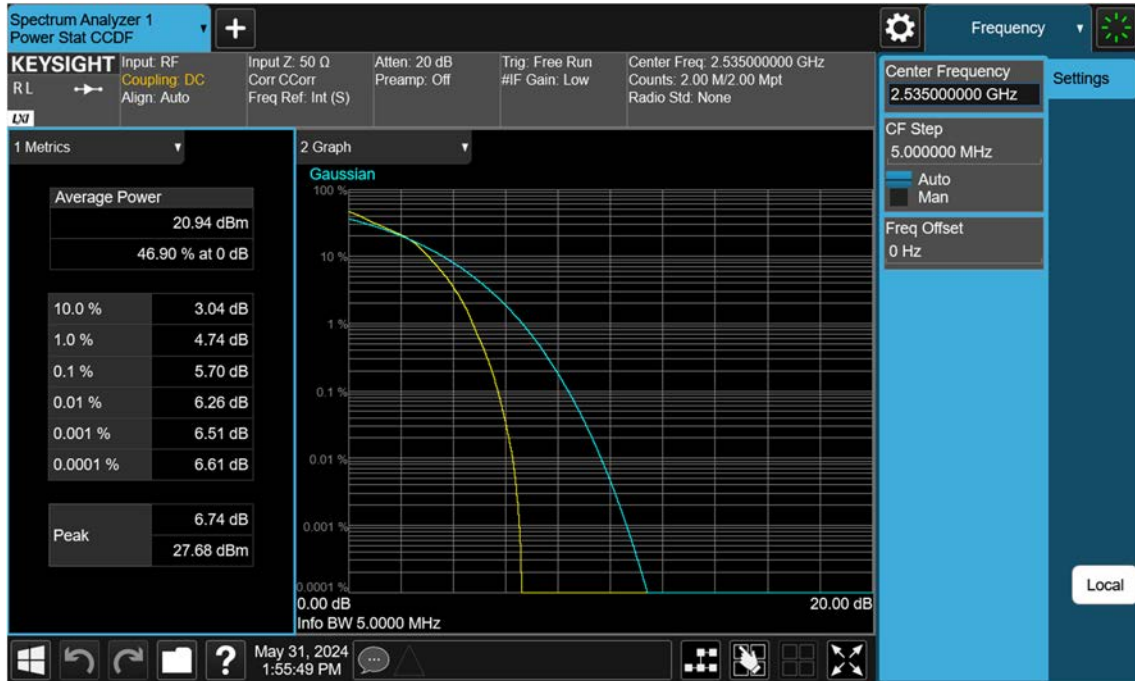 Spectrum Analyzer 1
Power Stat CCDF
+
Frequency
KEYSIGHT
R L
LXI
Input: RF
Coupling: DC
Align: Auto
Input Z: 50 Ω
Corr CCorr
Freq Ref: Int (S)
Atten: 20 dB
Preamp: Off
Trig: Free Run
#IF Gain: Low
Center Freq: 2.535000000 GHz
Counts: 2.00 M/2.00 Mpt
Radio Std: None
Center Frequency
2.535000000 GHz
Settings
CF Step
5.000000 MHz
Auto
Man
Freq Offset
0 Hz
1 Metrics
Average Power
20.94 dBm
46.90 % at 0 dB
10.0 % 3.04 dB
1.0 % 4.74 dB
0.1 % 5.70 dB
0.01 % 6.26 dB
0.001 % 6.51 dB
0.0001 % 6.61 dB
Peak
6.74 dB
27.68 dBm
2 Graph
Gaussian
100 %
10 %
1 %
0.1 %
0.01 %
0.001 %
0.0001 %
0.00 dB 20.00 dB
Info BW 5.0000 MHz
Local
?
May 31, 2024
1:55:49 PM